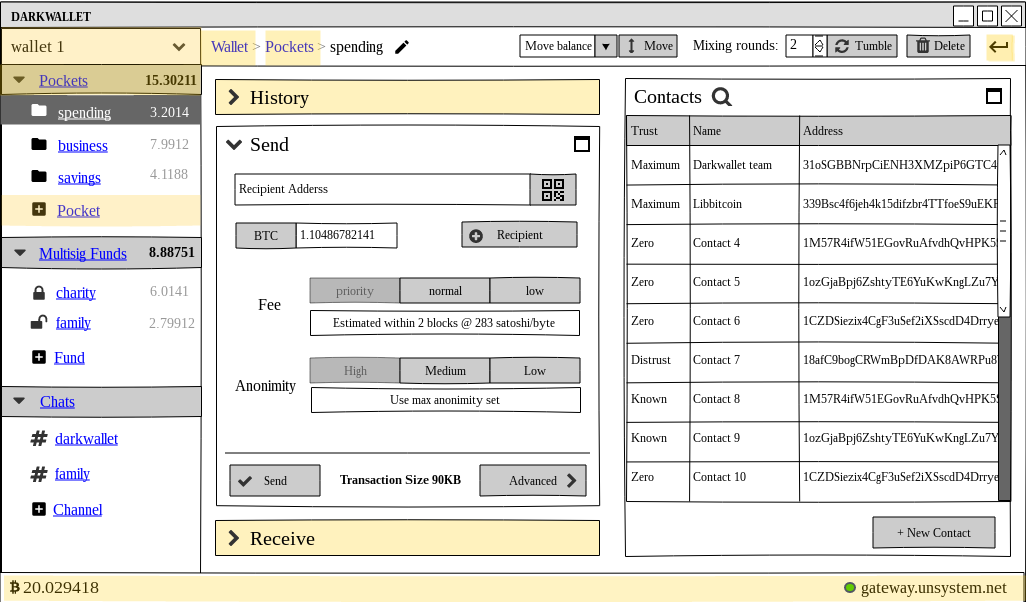 DARKWALLET
wallet 1
Wallet > Pockets > spending
Move balance Move Mixing rounds: 2 Tumble Delete
Pockets 15.30211
spending 3.2014
business 7.9912
savings 4.1188
Pocket
Multisig Funds 8.88751
charity 6.0141
family 2.79912
Fund
Chats
# darkwallet
# family
Channel
History
Send
Recipient Adderss
BTC 1.10486782141 Recipient
Fee priority normal low
Estimated within 2 blocks @ 283 satoshi/byte
Anonimity High Medium Low
Use max anonimity set
Send Transaction Size 90KB Advanced
Receive
Contacts
Trust Name Address
Maximum Darkwallet team 31oSGBBNrpCiENH3XMZpiP6GTC4
Maximum Libbitcoin 339Bsc4f6jeh4k15difzbr4TTfoeS9uEKF
Zero Contact 4 1M57R4ifW51EGovRuAfvdhQvHPK5S
Zero Contact 5 1ozGjaBpj6ZshtyTE6YuKwKngLZu7Y
Zero Contact 6 1CZDSiezix4CgF3uSef2iXSscdD4Drrye
Distrust Contact 7 18afC9bogCRWmBpDfDAK8AWRPu8
Known Contact 8 1M57R4ifW51EGovRuAfvdhQvHPK5S
Known Contact 9 1ozGjaBpj6ZshtyTE6YuKwKngLZu7Y
Zero Contact 10 1CZDSiezix4CgF3uSef2iXSscdD4Drrye
+ New Contact
20.029418
gateway.unsystem.net